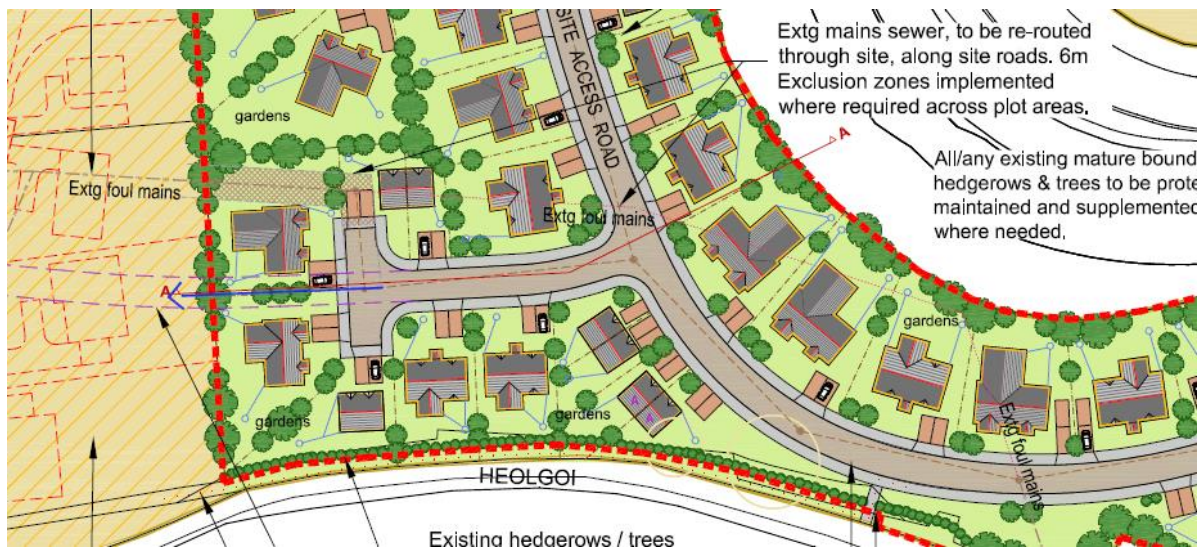 Extg mains sewer, to be re-routed
through site, along site roads. 6m
Exclusion zones implemented
where required across plot areas.
All/any existing mature bound
hedgerows & trees to be prote
maintained and supplemented
where needed.
SITE ACCESS ROAD
gardens
A
Extg foul mains
Extg foul mains
A
gardens
gardens
gardens
A
A
Extg foul mains
HEOLGOI
Existing hedgerows / trees